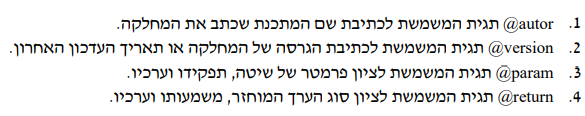 1. @autor תגית המשמשת לכתיבת שם המתכנת שכתב את המחלקה.
2. @version תגית המשמשת לכתיבת הגרסה של המחלקה או תאריך העדכון האחרון.
3. @param תגית המשמשת לציון פרמטר של שיטה, תפקידו וערכיו.
4. @return תגית המשמשת לציון סוג הערך המוחזר, משמעותו וערכיו.